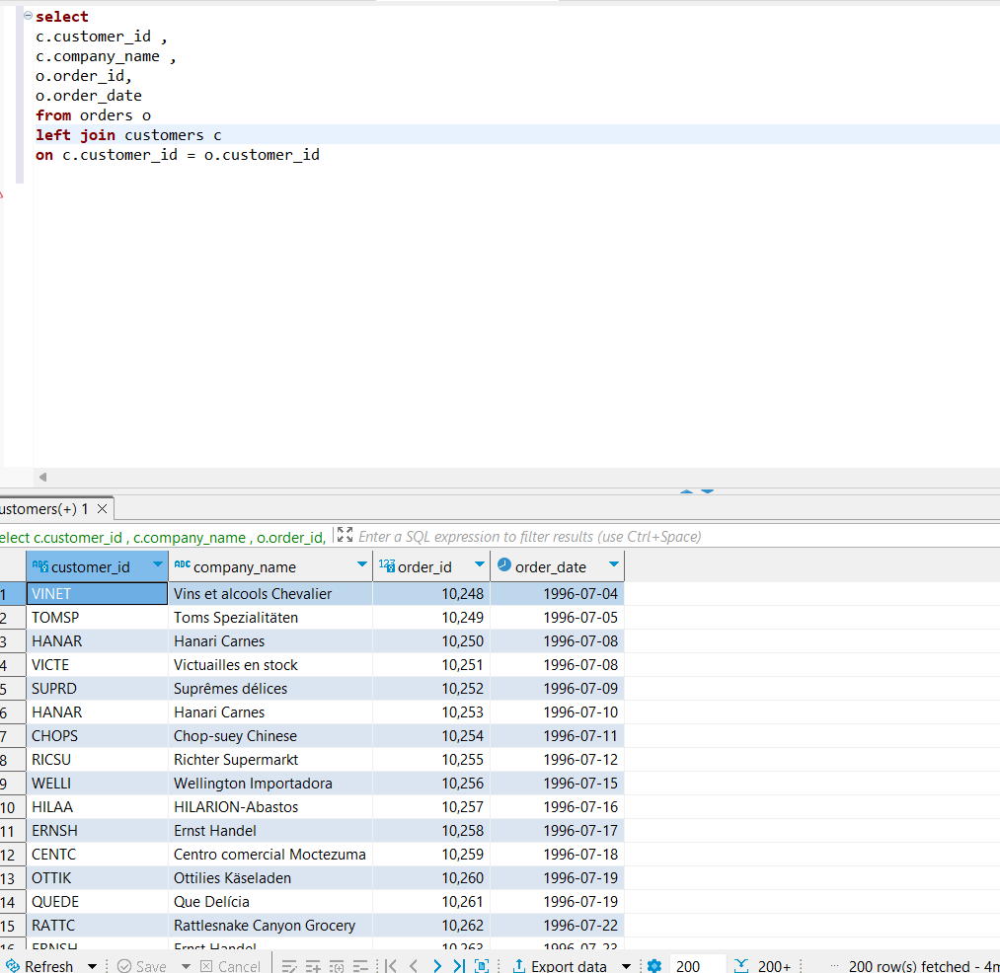 select
c.customer_id ,
c.company_name ,
o.order_id,
o.order_date
from orders o
left join customers c
on c.customer_id = o.customer_id
ustomers(+) 1
elect c.customer_id , c.company_name , o.order_id, Enter a SQL expression to filter results (use Ctrl+Space)
ABC customer_id ABC company_name 123 order_id order_date
1 VINET Vins et alcools Chevalier 10,248 1996-07-04
2 TOMSP Toms Spezialitäten 10,249 1996-07-05
3 HANAR Hanari Carnes 10,250 1996-07-08
4 VICTE Victuailles en stock 10,251 1996-07-08
5 SUPRD Suprêmes délices 10,252 1996-07-09
6 HANAR Hanari Carnes 10,253 1996-07-10
7 CHOPS Chop-suey Chinese 10,254 1996-07-11
8 RICSU Richter Supermarkt 10,255 1996-07-12
9 WELLI Wellington Importadora 10,256 1996-07-15
10 HILAA HILARION-Abastos 10,257 1996-07-16
11 ERNSH Ernst Handel 10,258 1996-07-17
12 CENTC Centro comercial Moctezuma 10,259 1996-07-18
13 OTTIK Ottilies Käseladen 10,260 1996-07-19
14 QUEDE Que Delícia 10,261 1996-07-19
15 RATTC Rattlesnake Canyon Grocery 10,262 1996-07-22
16 ERNSH Ernst Handel 10,263 1996-07-23
Refresh Save Cancel Export data 200 200+ ... 200 row(s) fetched - 4m